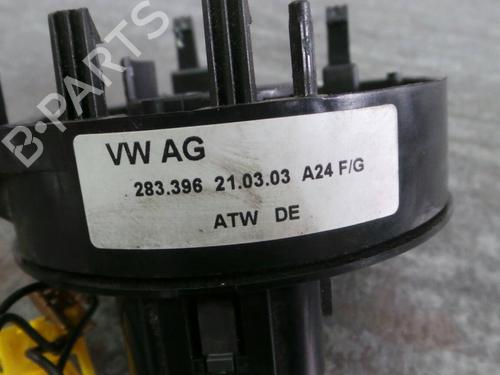 B-PARTS
VW AG
283.396 21.03.03 A24 F/G
ATW DE